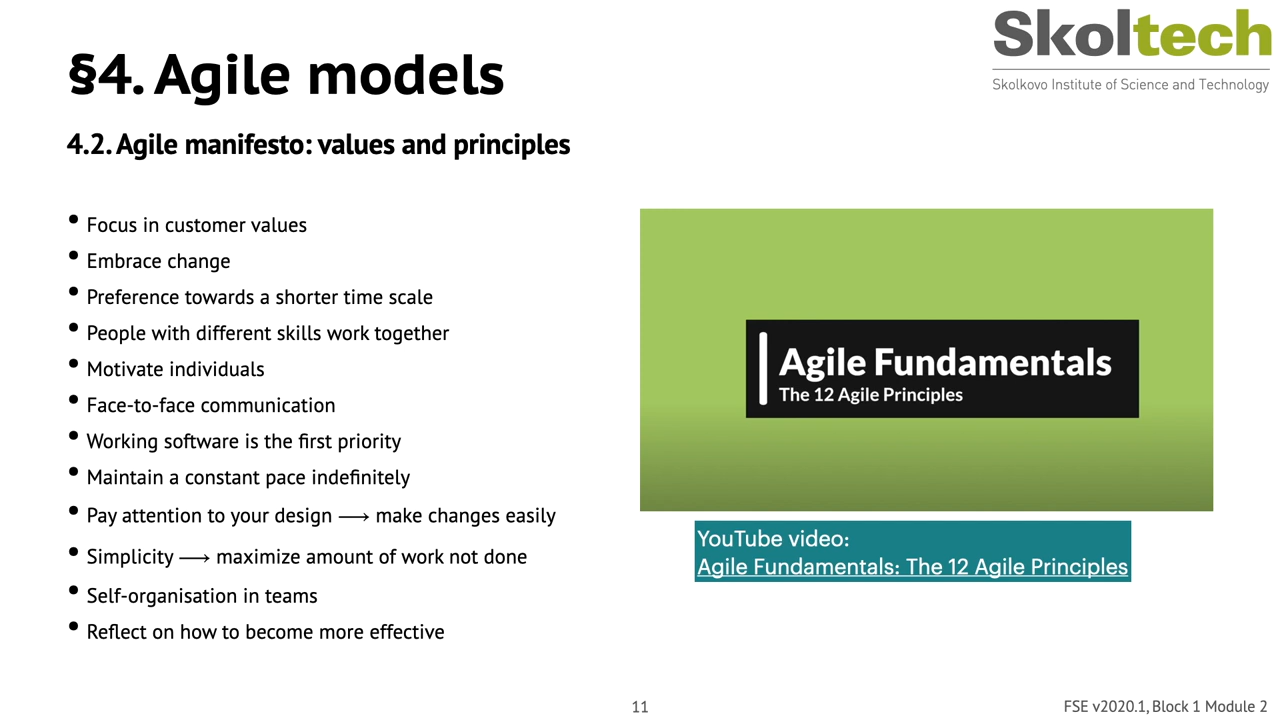 Skoltech
Skolkovo Institute of Science and Technology
§4. Agile models
4.2. Agile manifesto: values and principles
• Focus in customer values
• Embrace change
• Preference towards a shorter time scale
• People with different skills work together
• Motivate individuals
• Face-to-face communication
• Working software is the first priority
• Maintain a constant pace indefinitely
• Pay attention to your design ⟶ make changes easily
• Simplicity ⟶ maximize amount of work not done
• Self-organisation in teams
• Reflect on how to become more effective
Agile Fundamentals
The 12 Agile Principles
YouTube video:
Agile Fundamentals: The 12 Agile Principles
11
FSE v2020.1, Block 1 Module 2